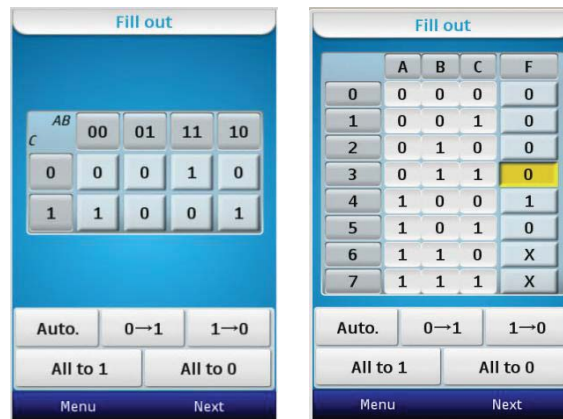 Fill out
AB
C
00 01 11 10
0 0 0 1 0
1 1 0 0 1
Auto. 0→1 1→0
All to 1 All to 0
Menu Next
Fill out
A B C F
0 0 0 0 0
1 0 0 1 0
2 0 1 0 0
3 0 1 1 0
4 1 0 0 1
5 1 0 1 0
6 1 1 0 X
7 1 1 1 X
Auto. 0→1 1→0
All to 1 All to 0
Menu Next